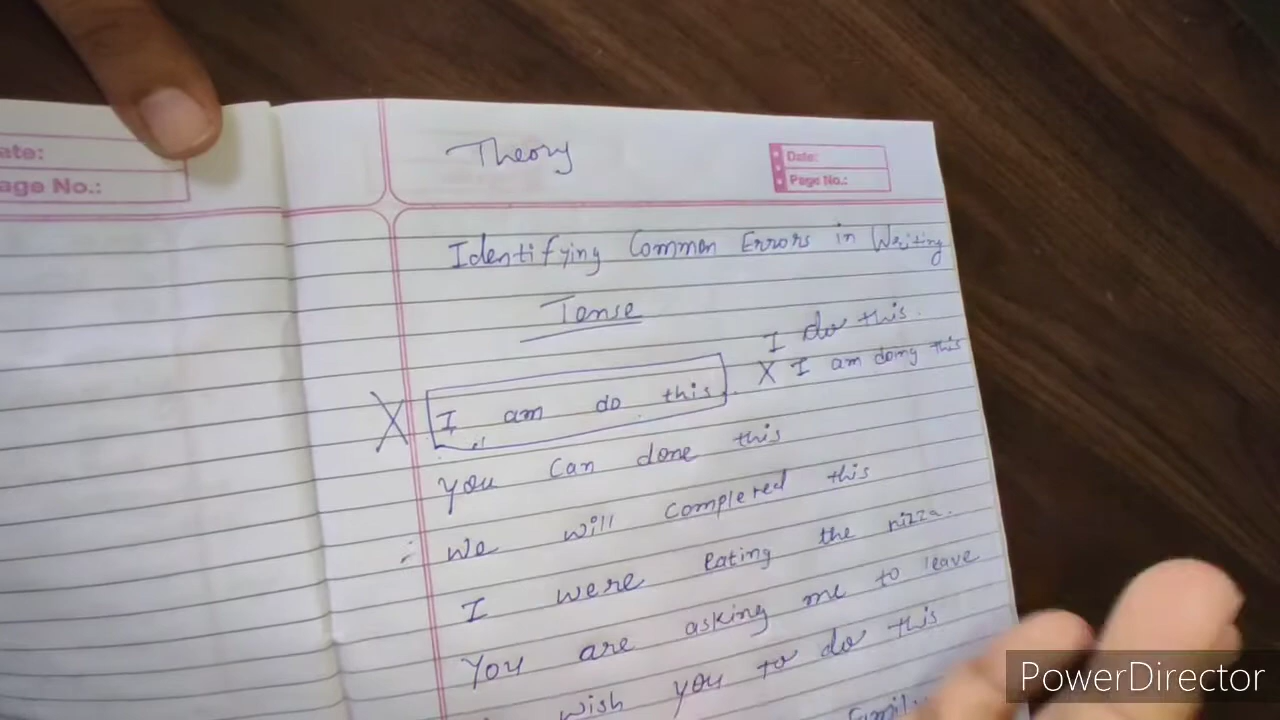 Theory
ate:
age No.:
Date:
Page No.:
Identifying Common Errors in Writing
Tense
I do this.
X I am doing this
X I am do this.
you can done this
We will completed this
I were eating the pizza.
You are asking me to leave
wish you to do this
PowerDirector